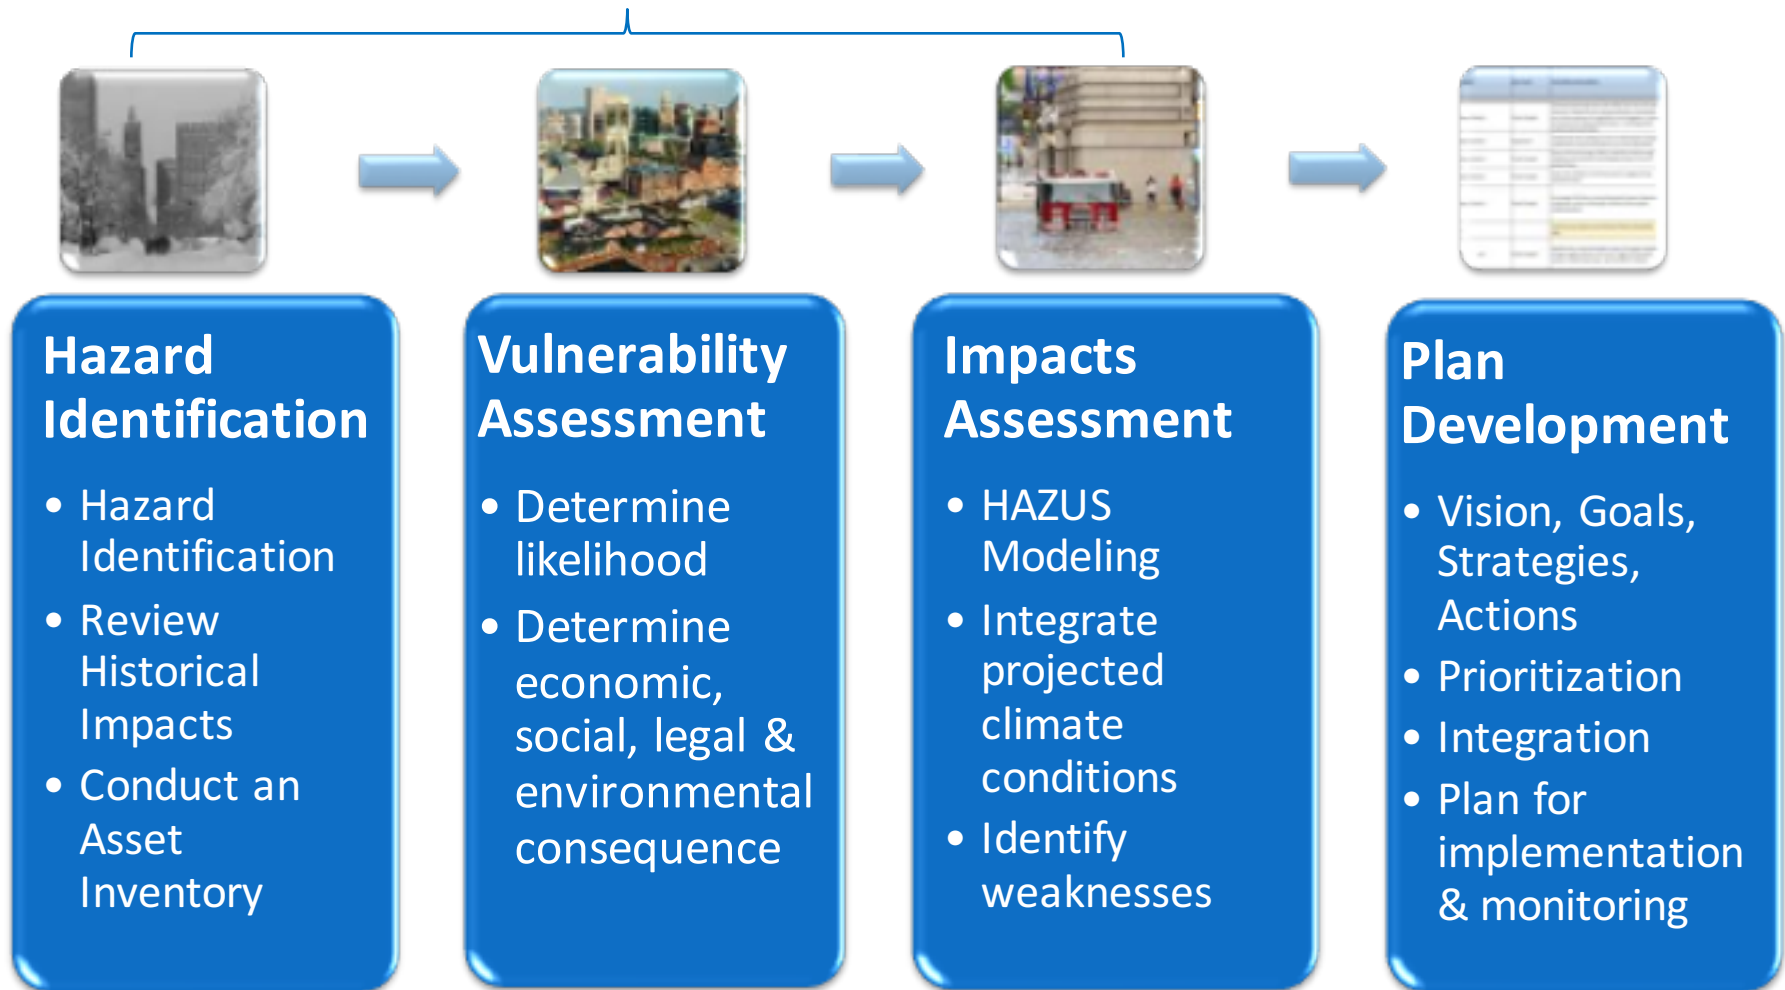 Hazard
Identification
• Hazard
Identification
• Review
Historical
Impacts
• Conduct an
Asset
Inventory
Vulnerability
Assessment
• Determine
likelihood
• Determine
economic,
social, legal &
environmental
consequence
Impacts
Assessment
• HAZUS
Modeling
• Integrate
projected
climate
conditions
• Identify
weaknesses
Plan
Development
• Vision, Goals,
Strategies,
Actions
• Prioritization
• Integration
• Plan for
implementation
& monitoring